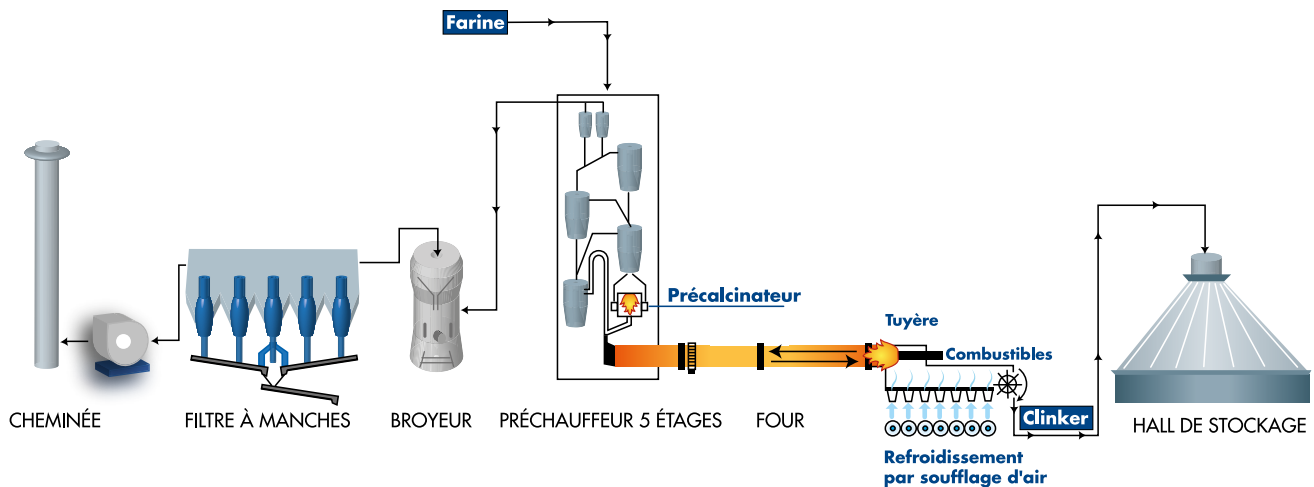 Farine
Précalcinateur
Tuyère
Combustibles
Clinker
CHEMINÉE
FILTRE À MANCHES
BROYEUR
PRÉCHAUFFEUR 5 ÉTAGES
FOUR
HALL DE STOCKAGE
Refroidissement
par soufflage d'air